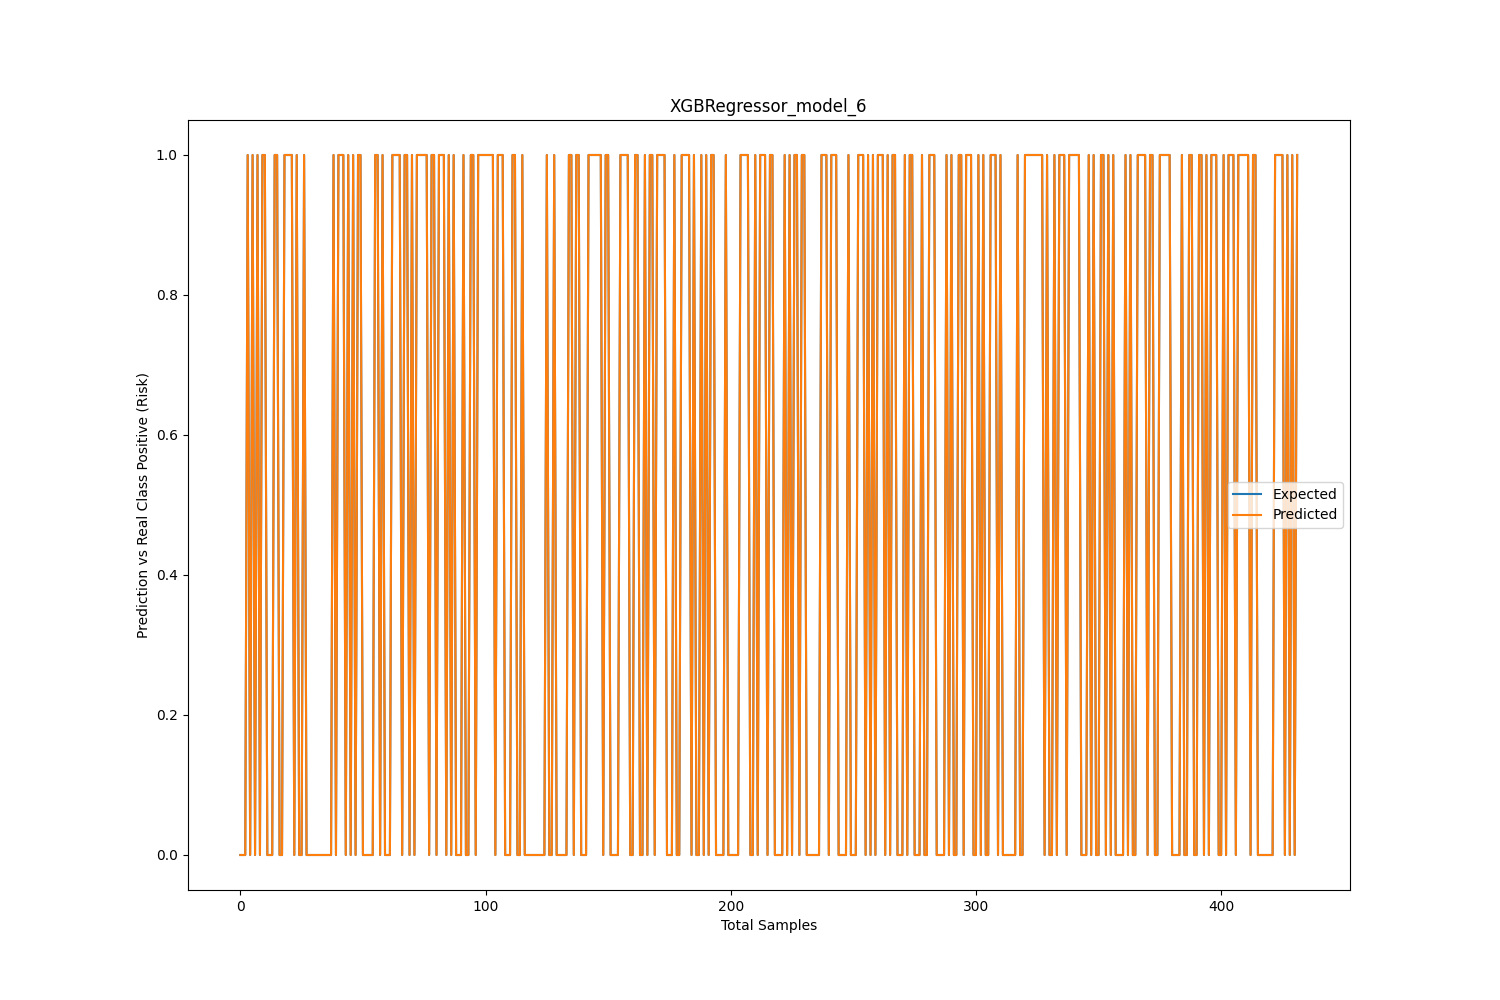 XGBRegressor_model_6
1.0
0.8
0.6
0.4
0.2
0.0
Prediction vs Real Class Positive (Risk)
Expected
Predicted
0
100
200
300
400
Total Samples